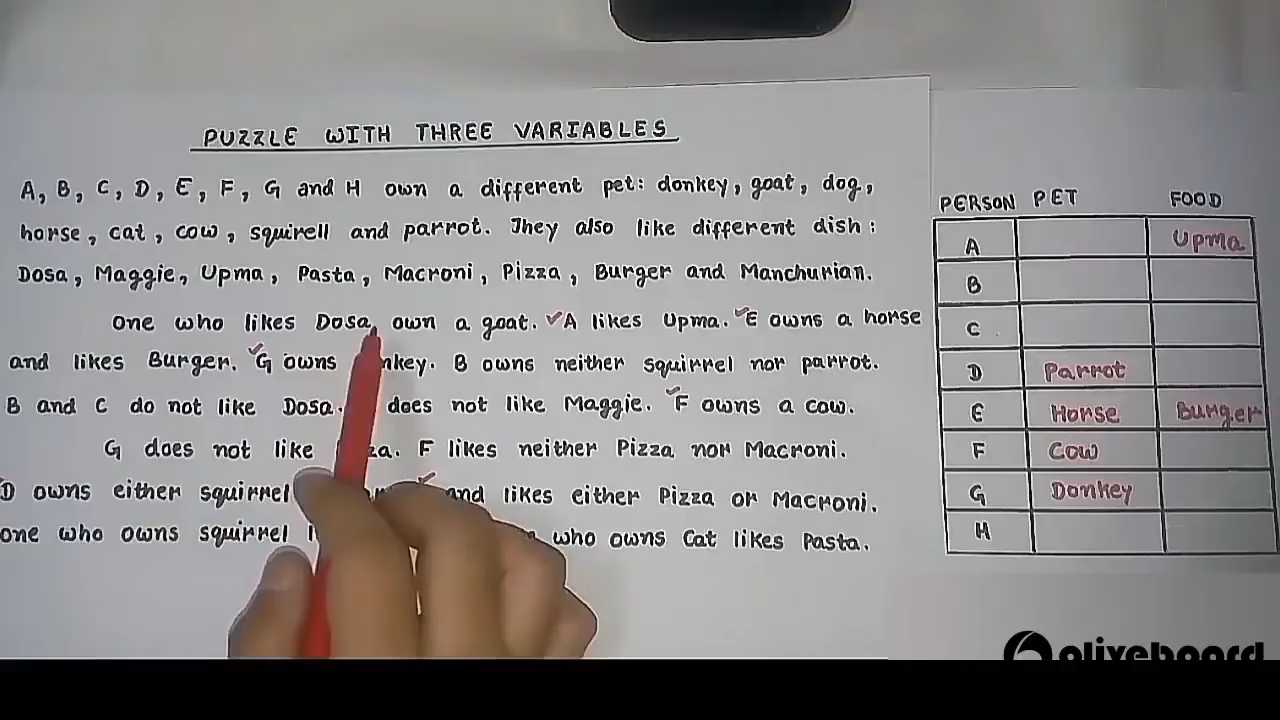 PUZZLE WITH THREE VARIABLES
A, B, C, D, E, F, G and H own a different pet: donkey, goat, dog,
horse, cat, cow, squirell and parrot. They also like different dish:
Dosa, Maggie, Upma, Pasta, Macroni, Pizza, Burger and Manchurian.
One who likes Dosa, own a goat. A likes Upma. E owns a horse
and likes Burger. G owns nkey. B owns neither squirrel nor parrot.
B and C do not like Dosa. does not like Maggie. F owns a cow.
G does not like za. F likes neither Pizza nor Macroni.
D owns either squirrel and likes either Pizza or Macroni.
one who owns squirrel who owns Cat likes Pasta.
PERSON PET FOOD
A Upma
B
C
D Parrot
E Horse Burger
F Cow
G Donkey
H
oliveboard